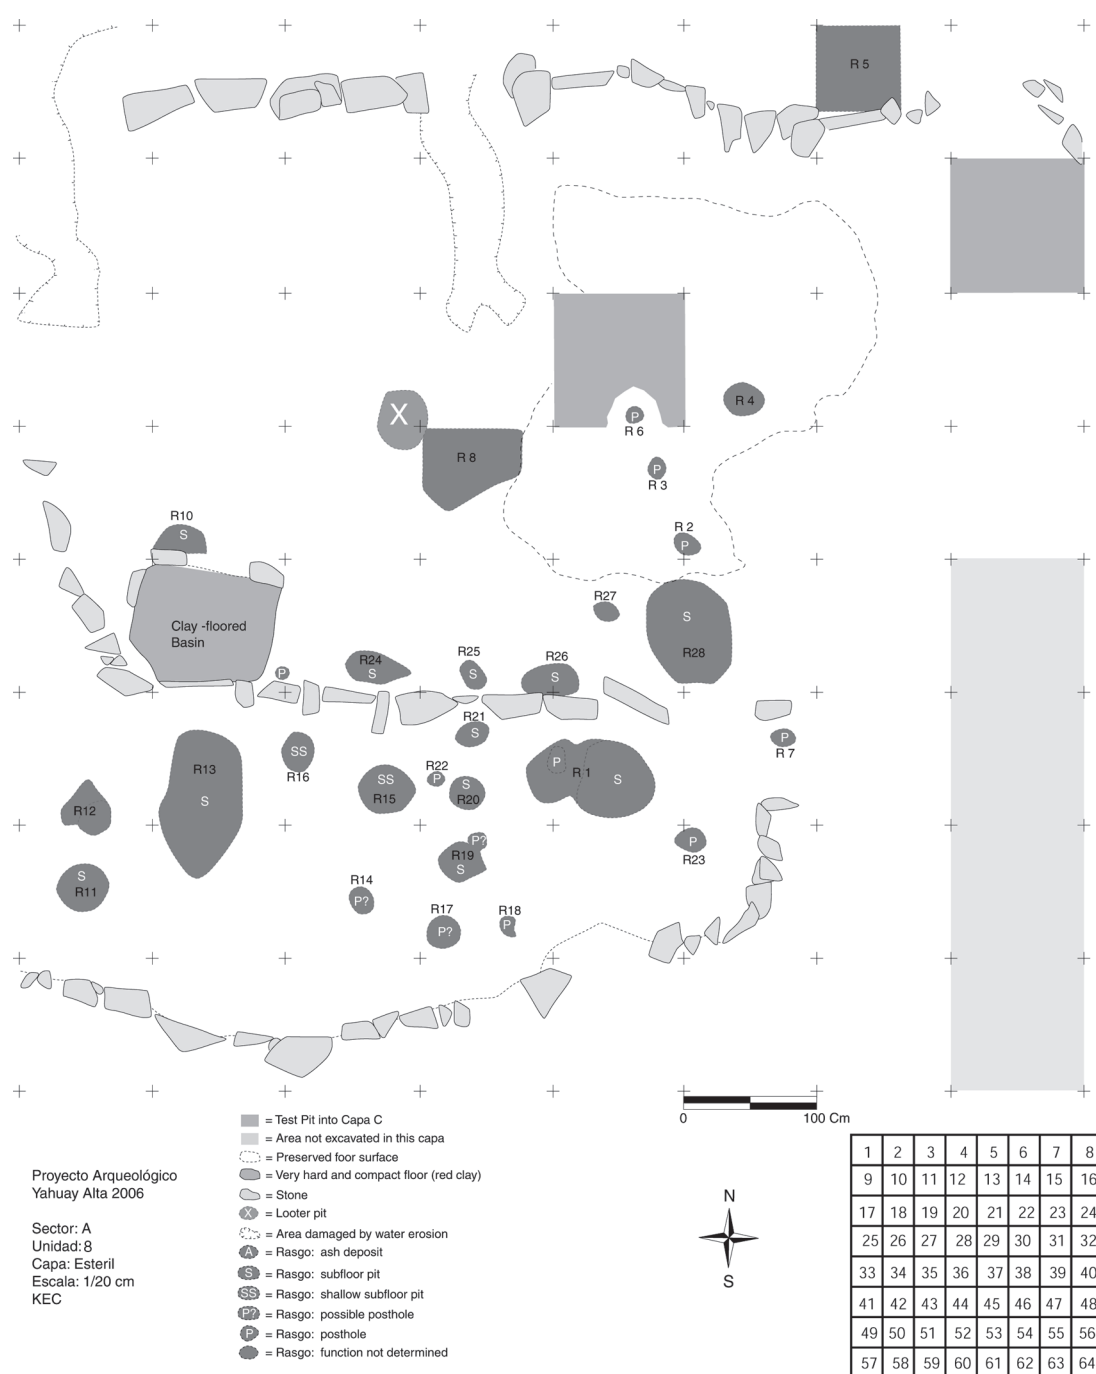 R 5
X
R 4
P
R 6
R 8
P
R 3
R10
S
R 2
P
R27
S
R28
Clay -floored
Basin
P
R24
S
R25
S
R26
S
R21
S
P
R 7
SS
R16
R13
S
SS
R15
R22
P
S
R20
P
R 1
S
R12
P
R23
P?
R19
S
S
R11
R14
P?
R17
P?
R18
P
0 100 Cm
= Test Pit into Capa C
= Area not excavated in this capa
= Preserved foor surface
= Very hard and compact floor (red clay)
= Stone
X = Looter pit
= Area damaged by water erosion
A = Rasgo: ash deposit
S = Rasgo: subfloor pit
SS = Rasgo: shallow subfloor pit
P? = Rasgo: possible posthole
P = Rasgo: posthole
= Rasgo: function not determined
Proyecto Arqueológico
Yahuay Alta 2006
Sector: A
Unidad: 8
Capa: Esteril
Escala: 1/20 cm
KEC
N
S
1 2 3 4 5 6 7 8
9 10 11 12 13 14 15 16
17 18 19 20 21 22 23 24
25 26 27 28 29 30 31 32
33 34 35 36 37 38 39 40
41 42 43 44 45 46 47 48
49 50 51 52 53 54 55 56
57 58 59 60 61 62 63 64